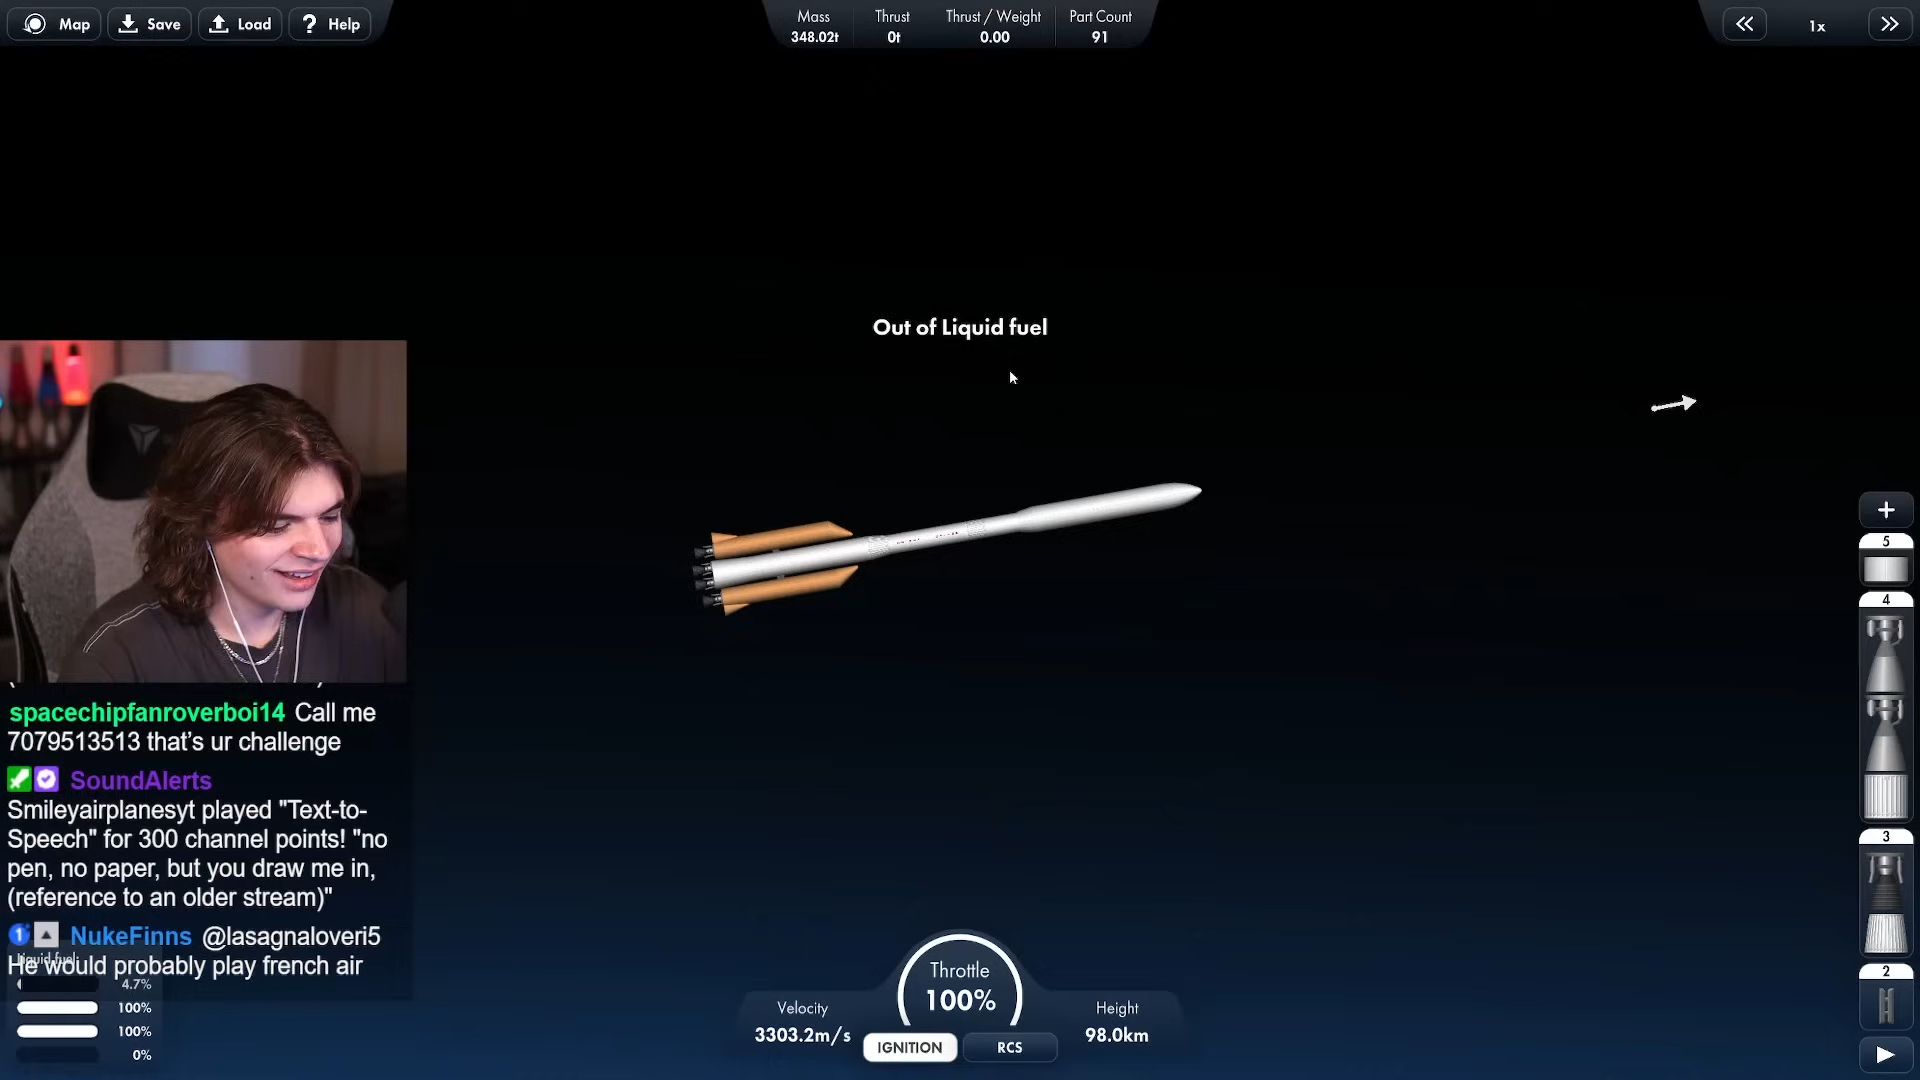 Map
Save
Load
Help
Mass
348.02t
Thrust
0t
Thrust / Weight
0.00
Part Count
91
1x
Out of Liquid fuel
spacechipfanroverboi14 Call me
7079513513 that's ur challenge
SoundAlerts
Smileyairplanesyt played "Text-to-
Speech" for 300 channel points! "no
pen, no paper, but you draw me in,
(reference to an older stream)"
NukeFinns @lasagnaloveri5
He would probably play french air
Liquid fuel
4.7%
100%
100%
0%
Throttle
100%
Velocity
3303.2m/s
Height
98.0km
IGNITION
RCS
5
4
3
2